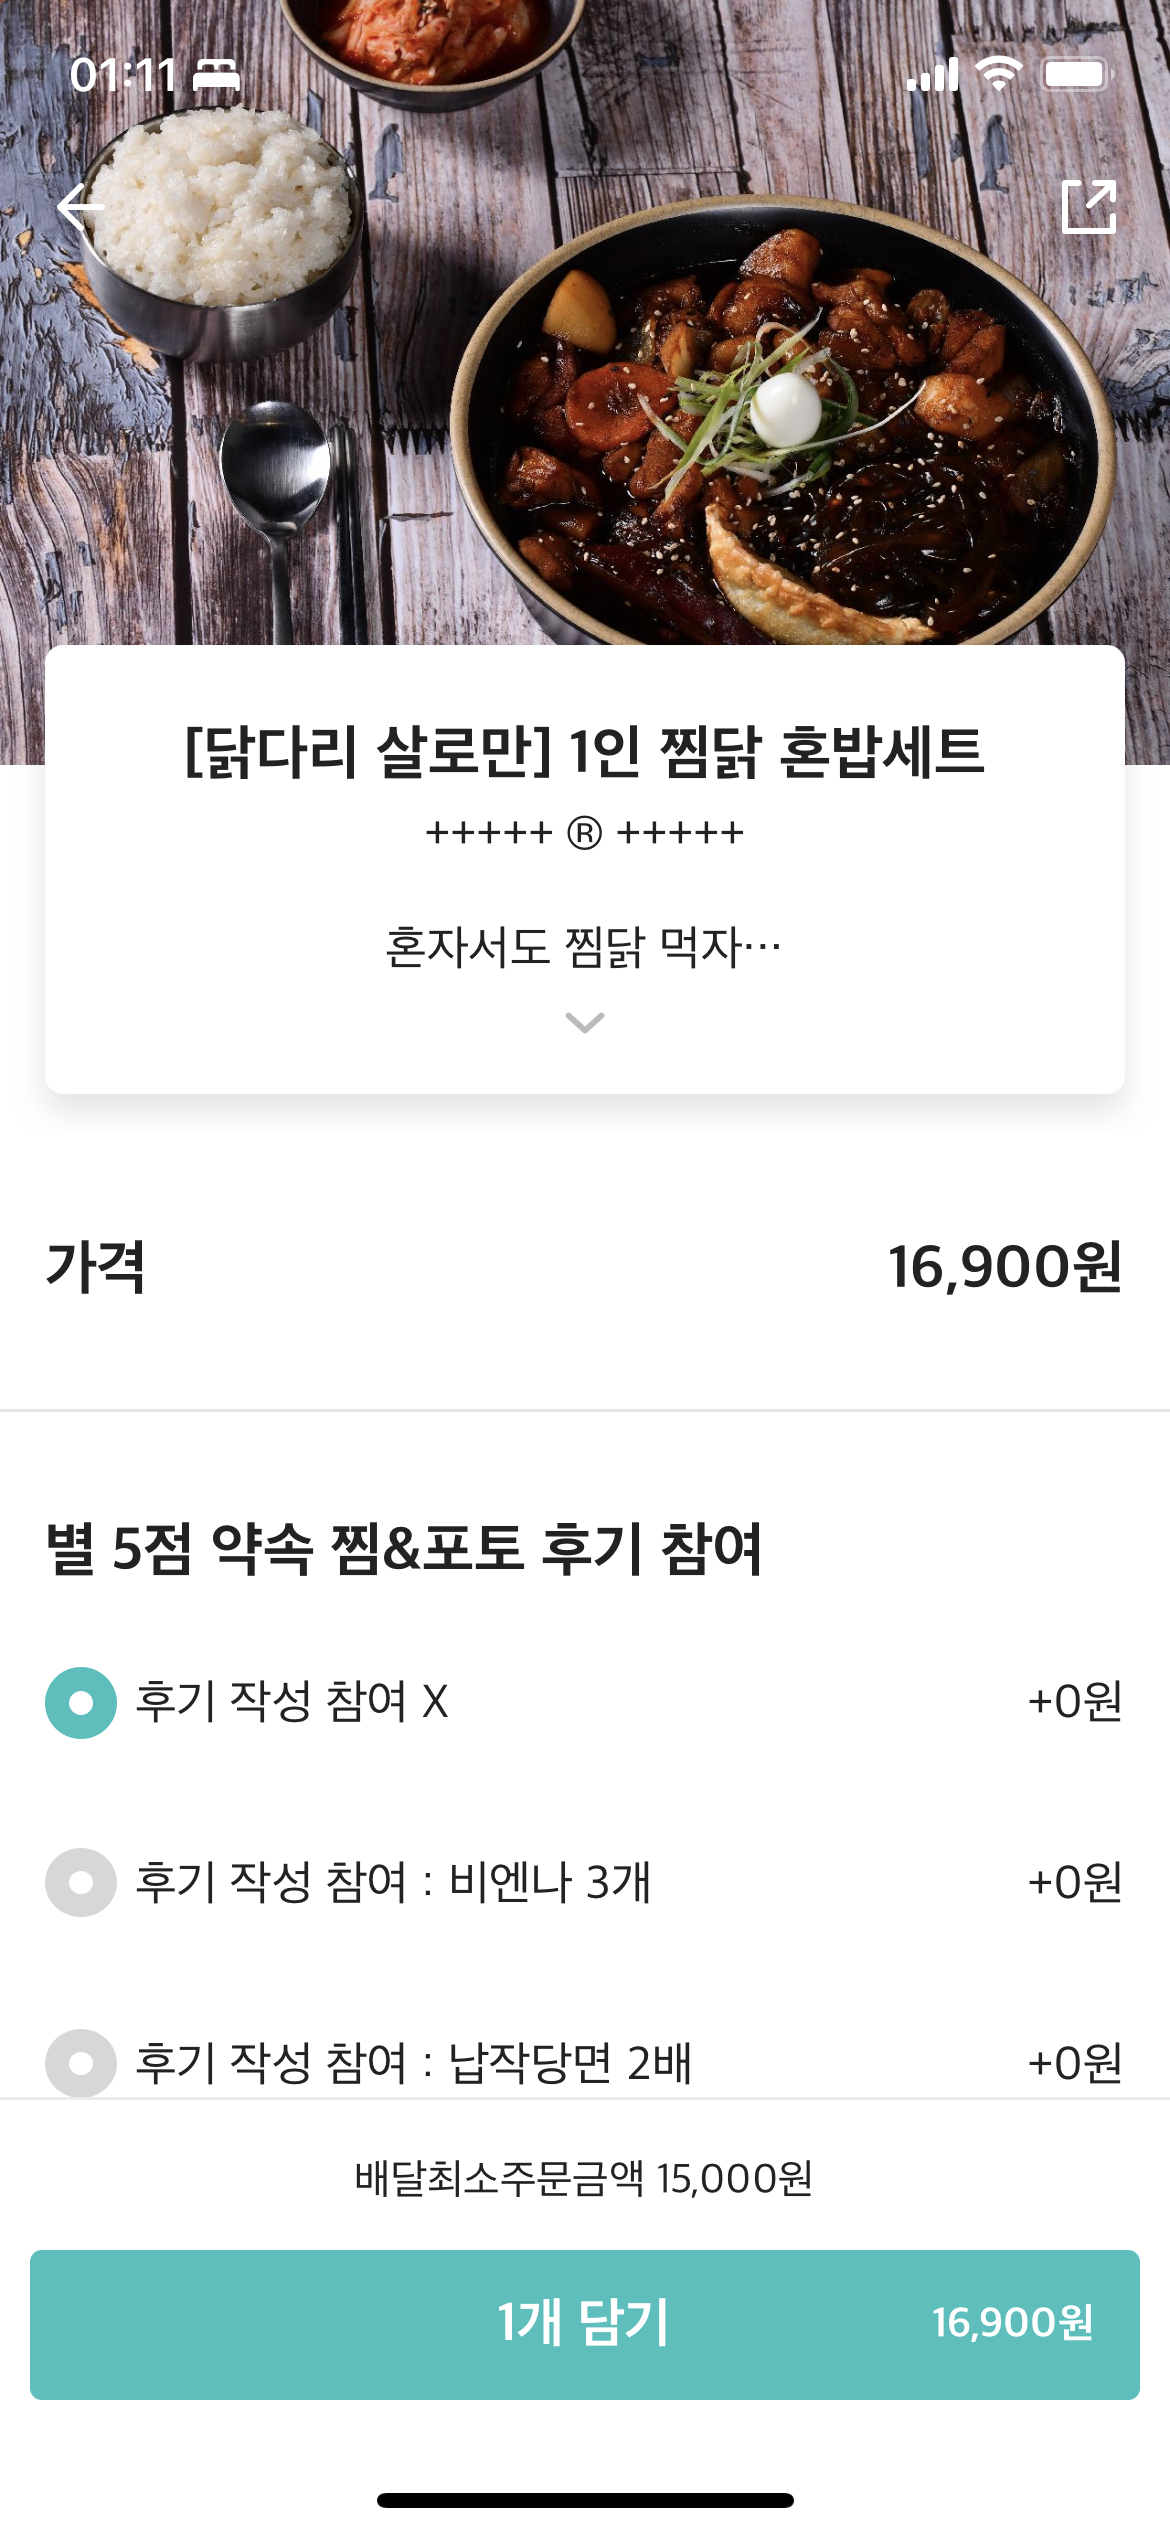 01:11
[닭다리 살로만] 1인 찜닭 혼밥세트
+++++ ® +++++
혼자서도 찜닭 먹자···
가격 16,900원
별 5점 약속 찜&포토 후기 참여
후기 작성 참여 X +0원
후기 작성 참여 : 비엔나 3개 +0원
후기 작성 참여 : 납작당면 2배 +0원
배달최소주문금액 15,000원
1개 담기 16,900원